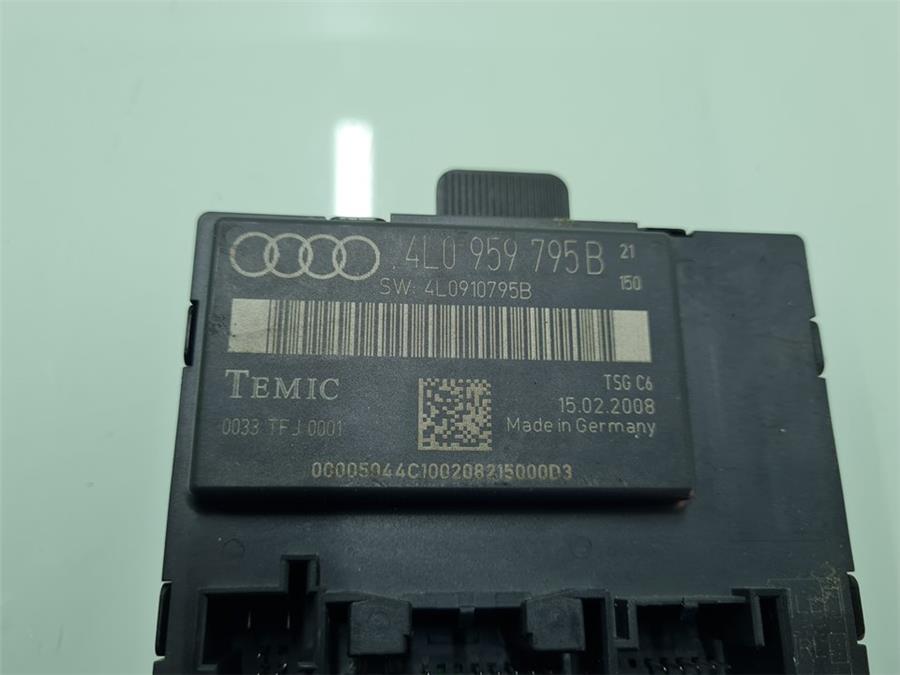 4L0 959 795 B 21
SW: 4L0910795B 150
TEMIC
TSG C6
15.02.2008
0033 TFJ 0001
Made in Germany
00005044C100208215000D3